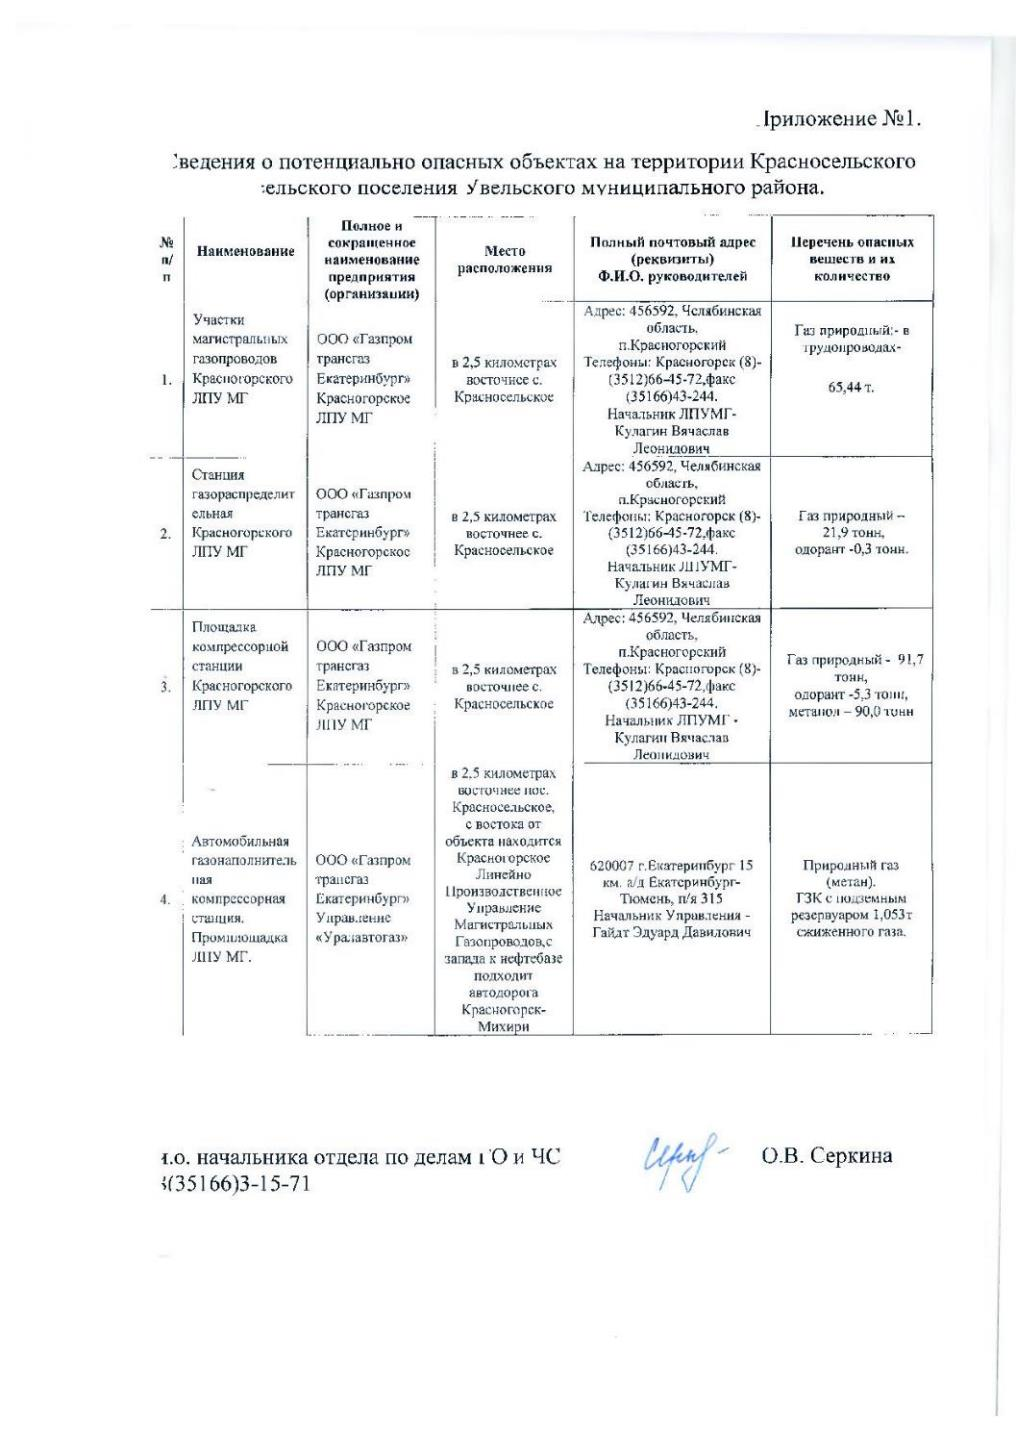 Приложение №1.
Сведения о потенциально опасных объектах на территории Красносельского
сельского поселения Увельского муниципального района.
№
п/
п
Наименование
Полное и
сокращенное
наименование
предприятия
(организации)
Место
расположения
Полный почтовый адрес
(реквизиты)
Ф.И.О. руководителей
Перечень опасных
веществ и их
количество
1.
Участки
магистральных
газопроводов
Красногорского
ЛПУ МГ
ООО «Газпром
трансгаз
Екатеринбург»
Красногорское
ЛПУ МГ
в 2,5 километрах
восточнее с.
Красносельское
Адрес: 456592, Челябинская
область,
п.Красногорский
Телефоны: Красногорск (8)-
(3512)66-45-72,факс
(35166)43-244.
Начальник ЛПУМГ-
Кулагин Вячаслав
Леонидович
Газ природный:- в
трудопроводах-
65,44 т.
2.
Станция
газораспределит
ельная
Красногорского
ЛПУ МГ
ООО «Газпром
трансгаз
Екатеринбург»
Красногорское
ЛПУ МГ
в 2,5 километрах
восточнее с.
Красносельское
Адрес: 456592, Челябинская
область,
п.Красногорский
Телефоны: Красногорск (8)-
(3512)66-45-72,факс
(35166)43-244.
Начальник ЛПУМГ-
Кулагин Вячаслав
Леонидович
Газ природный –
21,9 тонн,
одорант -0,3 тонн.
3.
Площадка
компрессорной
станции
Красногорского
ЛПУ МГ
ООО «Газпром
трансгаз
Екатеринбург»
Красногорское
ЛПУ МГ
в 2,5 километрах
восточнее с.
Красносельское
Адрес: 456592, Челябинская
область,
п.Красногорский
Телефоны: Красногорск (8)-
(3512)66-45-72,факс
(35166)43-244.
Начальник ЛПУМГ -
Кулагин Вячаслав
Леонидович
Газ природный - 91,7
тонн,
одорант -5,3 тонн,
метанол – 90,0 тонн
4.
Автомобильная
газонаполнитель
ная
компрессорная
станция.
Промплощадка
ЛПУ МГ.
ООО «Газпром
трансгаз
Екатеринбург»
Управление
«Уралавтогаз»
в 2,5 километрах
восточнее пос.
Красносельское,
с востока от
объекта находится
Красногорское
Линейно
Производственное
Управление
Магистральных
Газопроводов,с
запада к нефтебазе
подходит
автодорога
Красногорск-
Михири
620007 г.Екатеринбург 15
км. а/д Екатеринбург-
Тюмень, п/я 315
Начальник Управления -
Гайдт Эдуард Давилович
Природный газ
(метан).
ГЗК с подземным
резервуаром 1,053т
сжиженного газа.
и.о. начальника отдела по делам ГО и ЧС
О.В. Серкина
8(35166)3-15-71